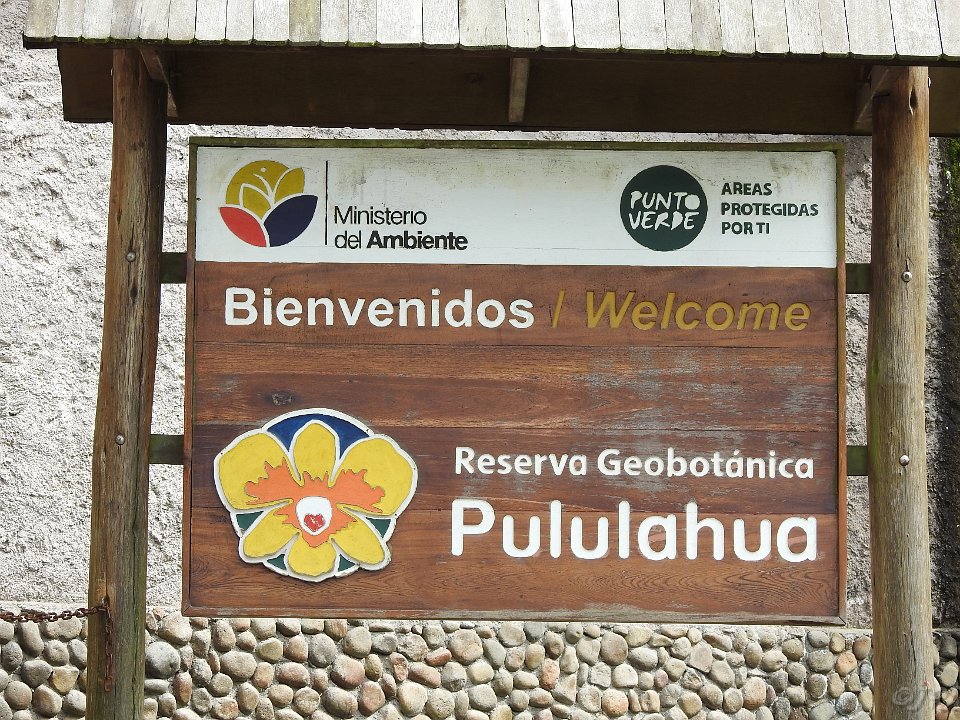 Ministerio
del Ambiente
PUNTO
VERDE
AREAS
PROTEGIDAS
POR TI
Bienvenidos / Welcome
Reserva Geobotánica
Pululahua